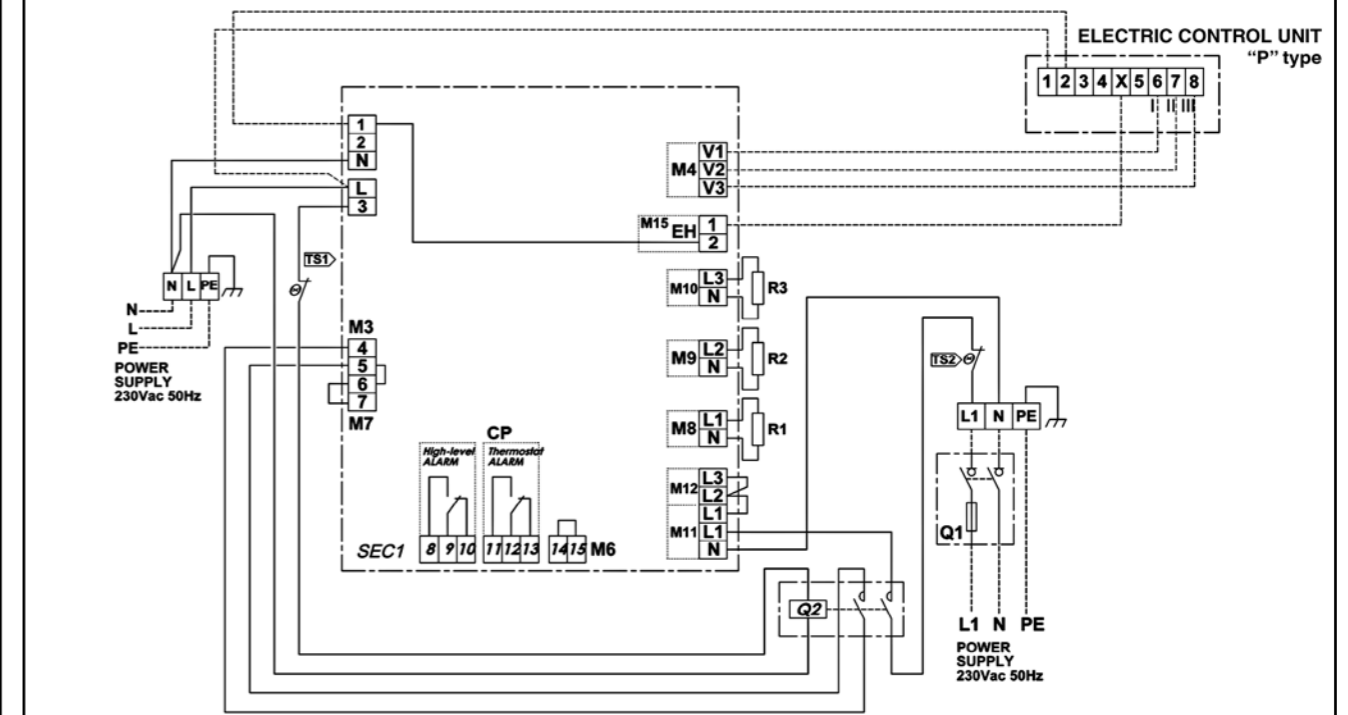 ELECTRIC CONTROL UNIT
“P” type
1 2 3 4 X 5 6 7 8
I II III
1
2
N
L
3
TS1
N L PE
N
L
PE
POWER
SUPPLY
230Vac 50Hz
M3
4
5
6
7
M7
M4
V1
V2
V3
M15 EH
1
2
M10
L3
N
R3
M9
L2
N
R2
M8
L1
N
R1
M12
L3
L2
L1
M11
L1
N
CP
High-level
ALARM
Thermostat
ALARM
SEC1
8 9 10
11 12 13
14 15 M6
Q2
TS2
L1 N PE
Q1
L1 N PE
POWER
SUPPLY
230Vac 50Hz